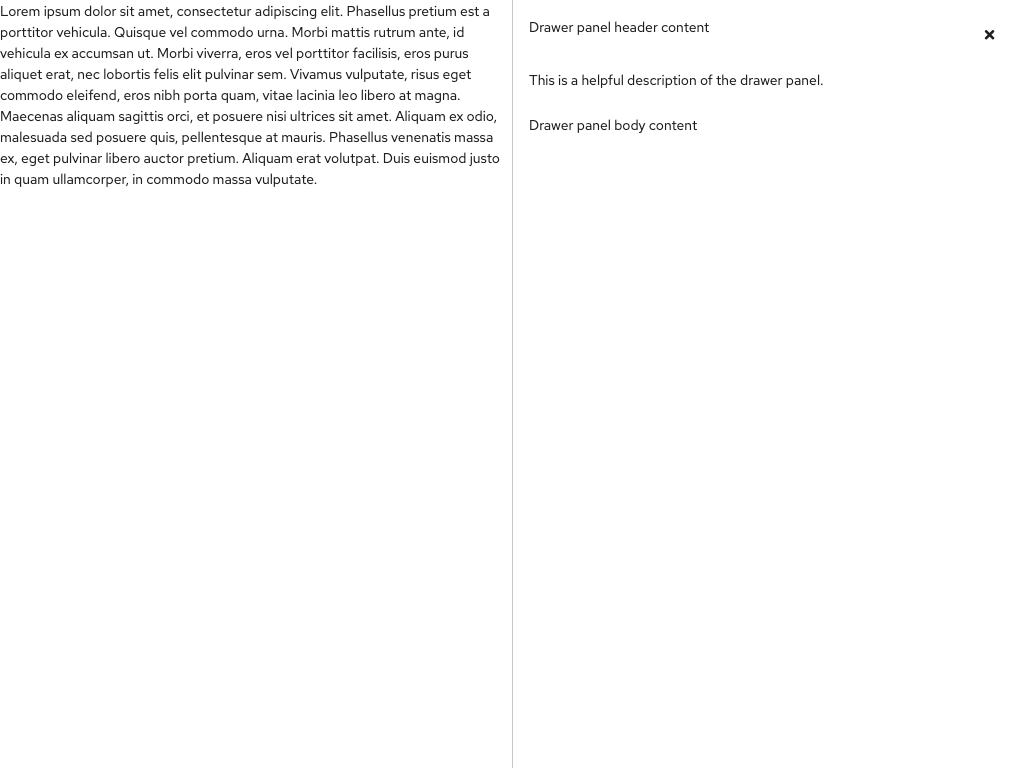 Lorem ipsum dolor sit amet, consectetur adipiscing elit. Phasellus pretium est a
porttitor vehicula. Quisque vel commodo urna. Morbi mattis rutrum ante, id
vehicula ex accumsan ut. Morbi viverra, eros vel porttitor facilisis, eros purus
aliquet erat, nec lobortis felis elit pulvinar sem. Vivamus vulputate, risus eget
commodo eleifend, eros nibh porta quam, vitae lacinia leo libero at magna.
Maecenas aliquam sagittis orci, et posuere nisi ultrices sit amet. Aliquam ex odio,
malesuada sed posuere quis, pellentesque at mauris. Phasellus venenatis massa
ex, eget pulvinar libero auctor pretium. Aliquam erat volutpat. Duis euismod justo
in quam ullamcorper, in commodo massa vulputate.
Drawer panel header content
This is a helpful description of the drawer panel.
Drawer panel body content